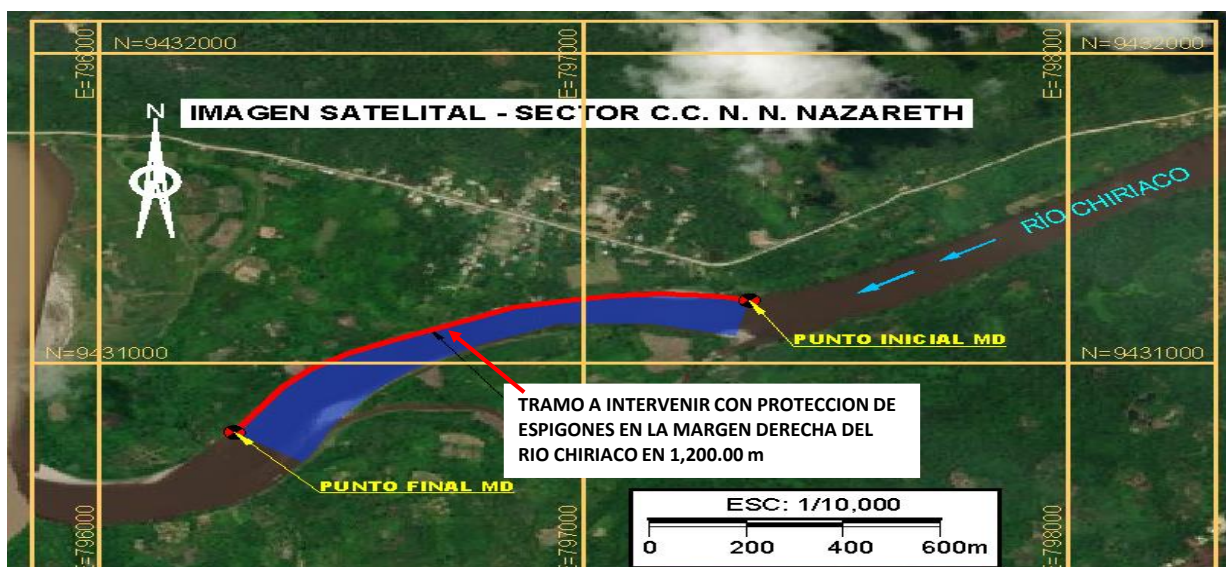 N=9432000
N=9432000
E=796000
E=797000
E=798000
N
IMAGEN SATELITAL - SECTOR C.C. N. N. NAZARETH
RÍO CHIRIACO
PUNTO INICIAL MD
N=9431000
N=9431000
TRAMO A INTERVENIR CON PROTECCION DE
ESPIGONES EN LA MARGEN DERECHA DEL
RIO CHIRIACO EN 1,200.00 m
PUNTO FINAL MD
ESC: 1/10,000
0 200 400 600m
E=796000
E=797000
E=798000